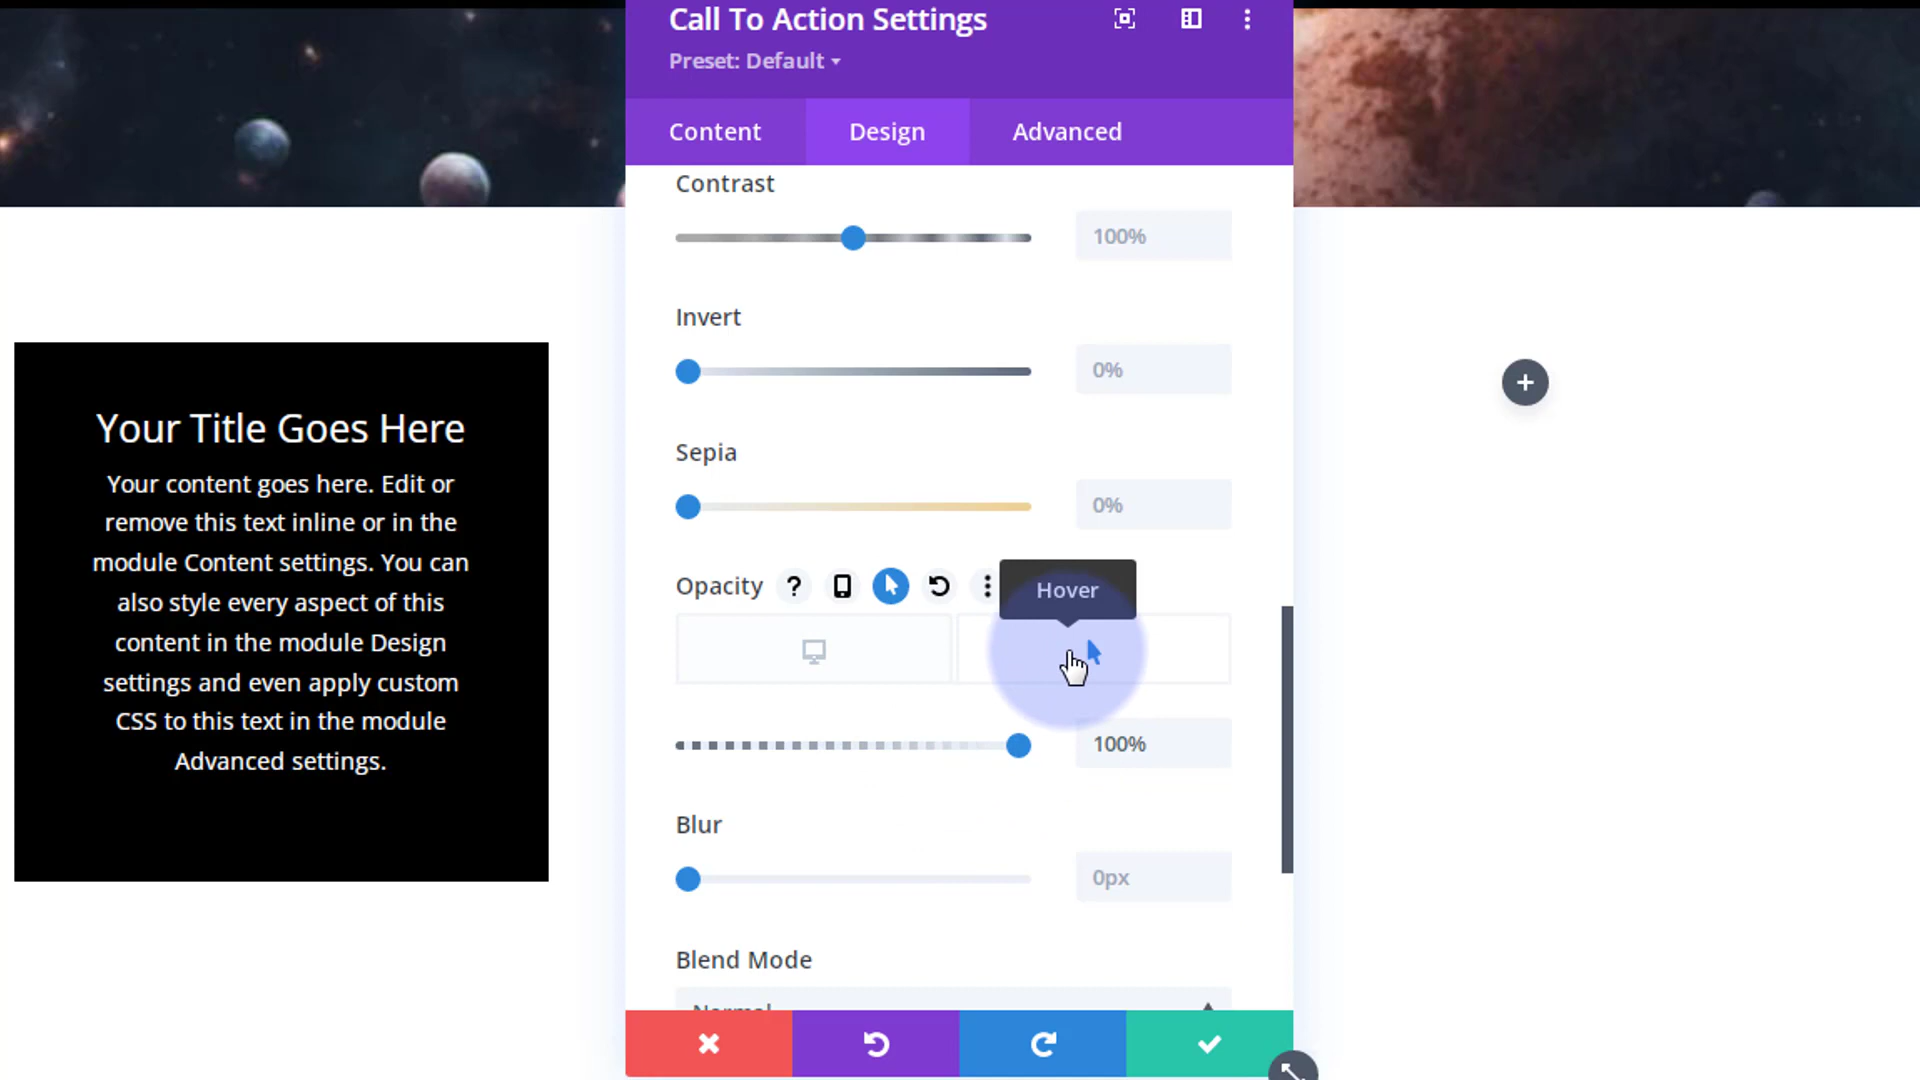 Call To Action Settings
Preset: Default
Content
Design
Advanced
Contrast
100%
Invert
0%
Sepia
0%
Opacity
?
Hover
100%
Blur
0px
Blend Mode
Normal
Your Title Goes Here
Your content goes here. Edit or
remove this text inline or in the
module Content settings. You can
also style every aspect of this
content in the module Design
settings and even apply custom
CSS to this text in the module
Advanced settings.